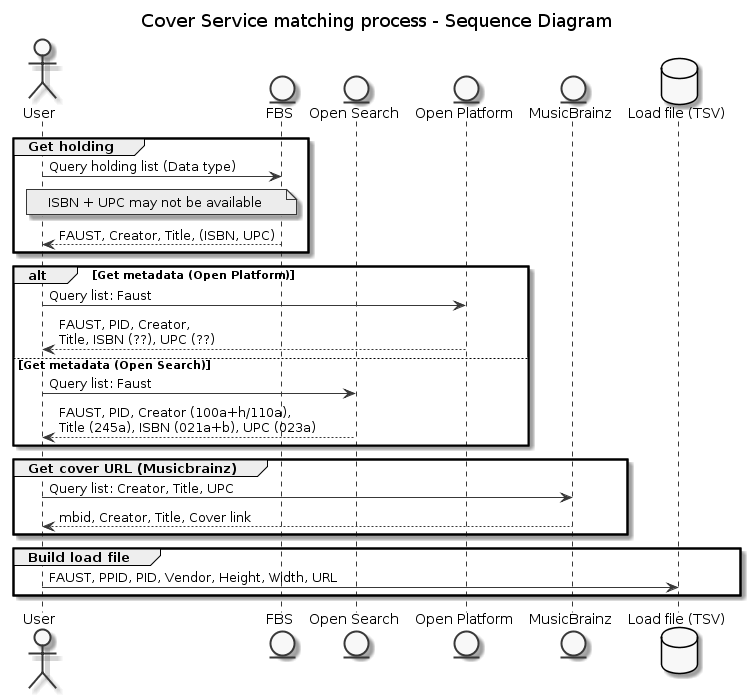 Cover Service matching process - Sequence Diagram
User
FBS
Open Search
Open Platform
MusicBrainz
Load file (TSV)
Get holding
Query holding list (Data type)
ISBN + UPC may not be available
FAUST, Creator, Title, (ISBN, UPC)
alt
[Get metadata (Open Platform)]
Query list: Faust
FAUST, PID, Creator,
Title, ISBN (??), UPC (??)
[Get metadata (Open Search)]
Query list: Faust
FAUST, PID, Creator (100a+h/110a),
Title (245a), ISBN (021a+b), UPC (023a)
Get cover URL (Musicbrainz)
Query list: Creator, Title, UPC
mbid, Creator, Title, Cover link
Build load file
FAUST, PPID, PID, Vendor, Height, Width, URL
User
FBS
Open Search
Open Platform
MusicBrainz
Load file (TSV)